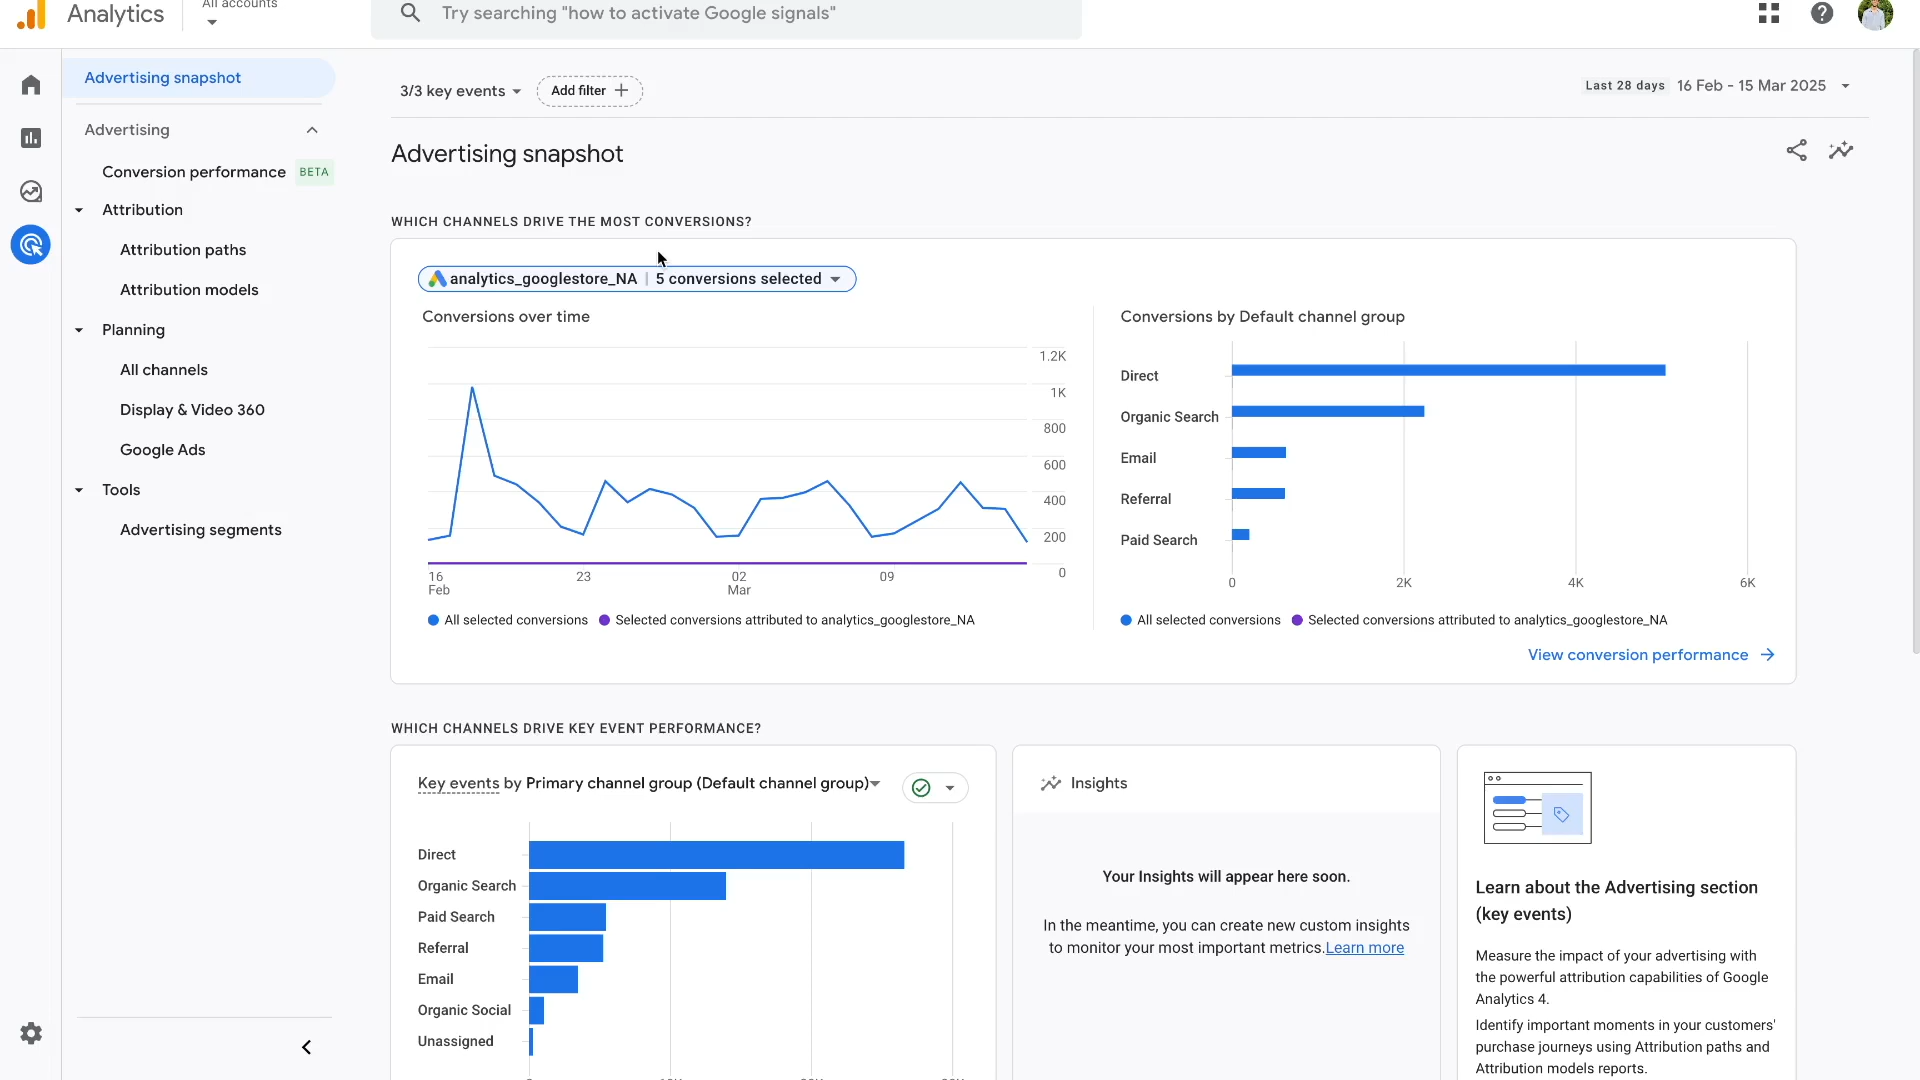 Analytics
All accounts
Try searching "how to activate Google signals"
Advertising snapshot
Advertising
Conversion performance BETA
Attribution
Attribution paths
Attribution models
Planning
All channels
Display & Video 360
Google Ads
Tools
Advertising segments
3/3 key events
Add filter
Last 28 days 16 Feb - 15 Mar 2025
Advertising snapshot
WHICH CHANNELS DRIVE THE MOST CONVERSIONS?
analytics_googlestore_NA | 5 conversions selected
Conversions over time
1.2K
1K
800
600
400
200
0
16 23 02 09
Feb Mar
All selected conversions Selected conversions attributed to analytics_googlestore_NA
Conversions by Default channel group
Direct
Organic Search
Email
Referral
Paid Search
0 2K 4K 6K
All selected conversions Selected conversions attributed to analytics_googlestore_NA
View conversion performance
WHICH CHANNELS DRIVE KEY EVENT PERFORMANCE?
Key events by Primary channel group (Default channel group)
Direct
Organic Search
Paid Search
Referral
Email
Organic Social
Unassigned
Insights
Your Insights will appear here soon.
In the meantime, you can create new custom insights
to monitor your most important metrics.Learn more
Learn about the Advertising section
(key events)
Measure the impact of your advertising with
the powerful attribution capabilities of Google
Analytics 4.
Identify important moments in your customers'
purchase journeys using Attribution paths and
Attribution models reports.